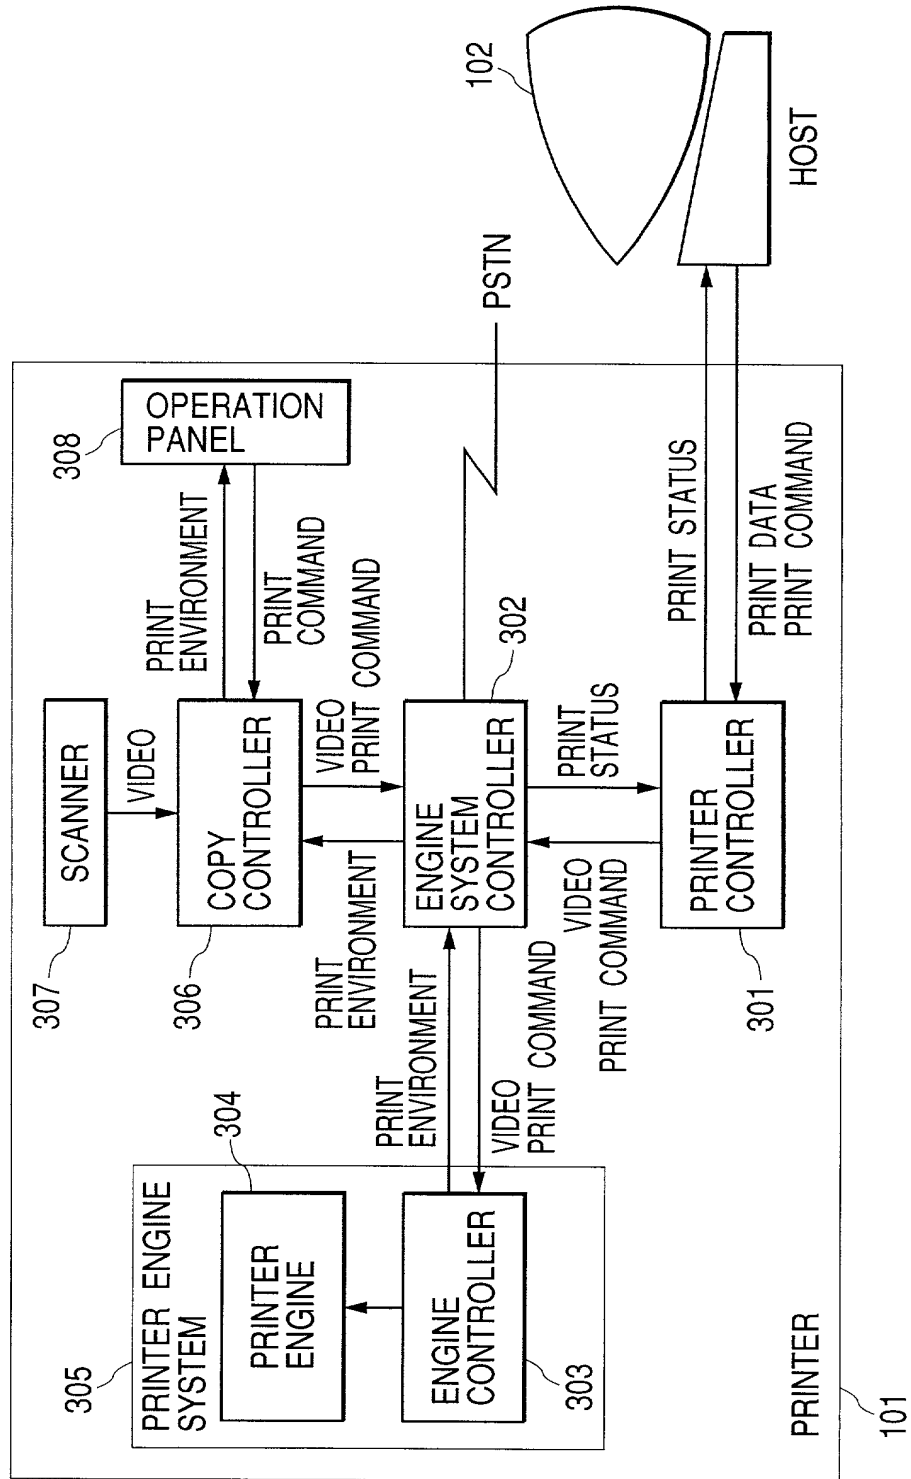 305
PRINTER ENGINE
SYSTEM
304
PRINTER
ENGINE
ENGINE
CONTROLLER
303
PRINT
ENVIRONMENT
VIDEO
PRINT COMMAND
307
SCANNER
VIDEO
306
COPY
CONTROLLER
PRINT
ENVIRONMENT
PRINT
COMMAND
308
OPERATION
PANEL
PRINT
ENVIRONMENT
VIDEO
PRINT COMMAND
ENGINE
SYSTEM
CONTROLLER
302
PSTN
VIDEO
PRINT COMMAND
PRINT
STATUS
PRINTER
CONTROLLER
301
PRINT STATUS
PRINT DATA
PRINT COMMAND
102
HOST
PRINTER
101